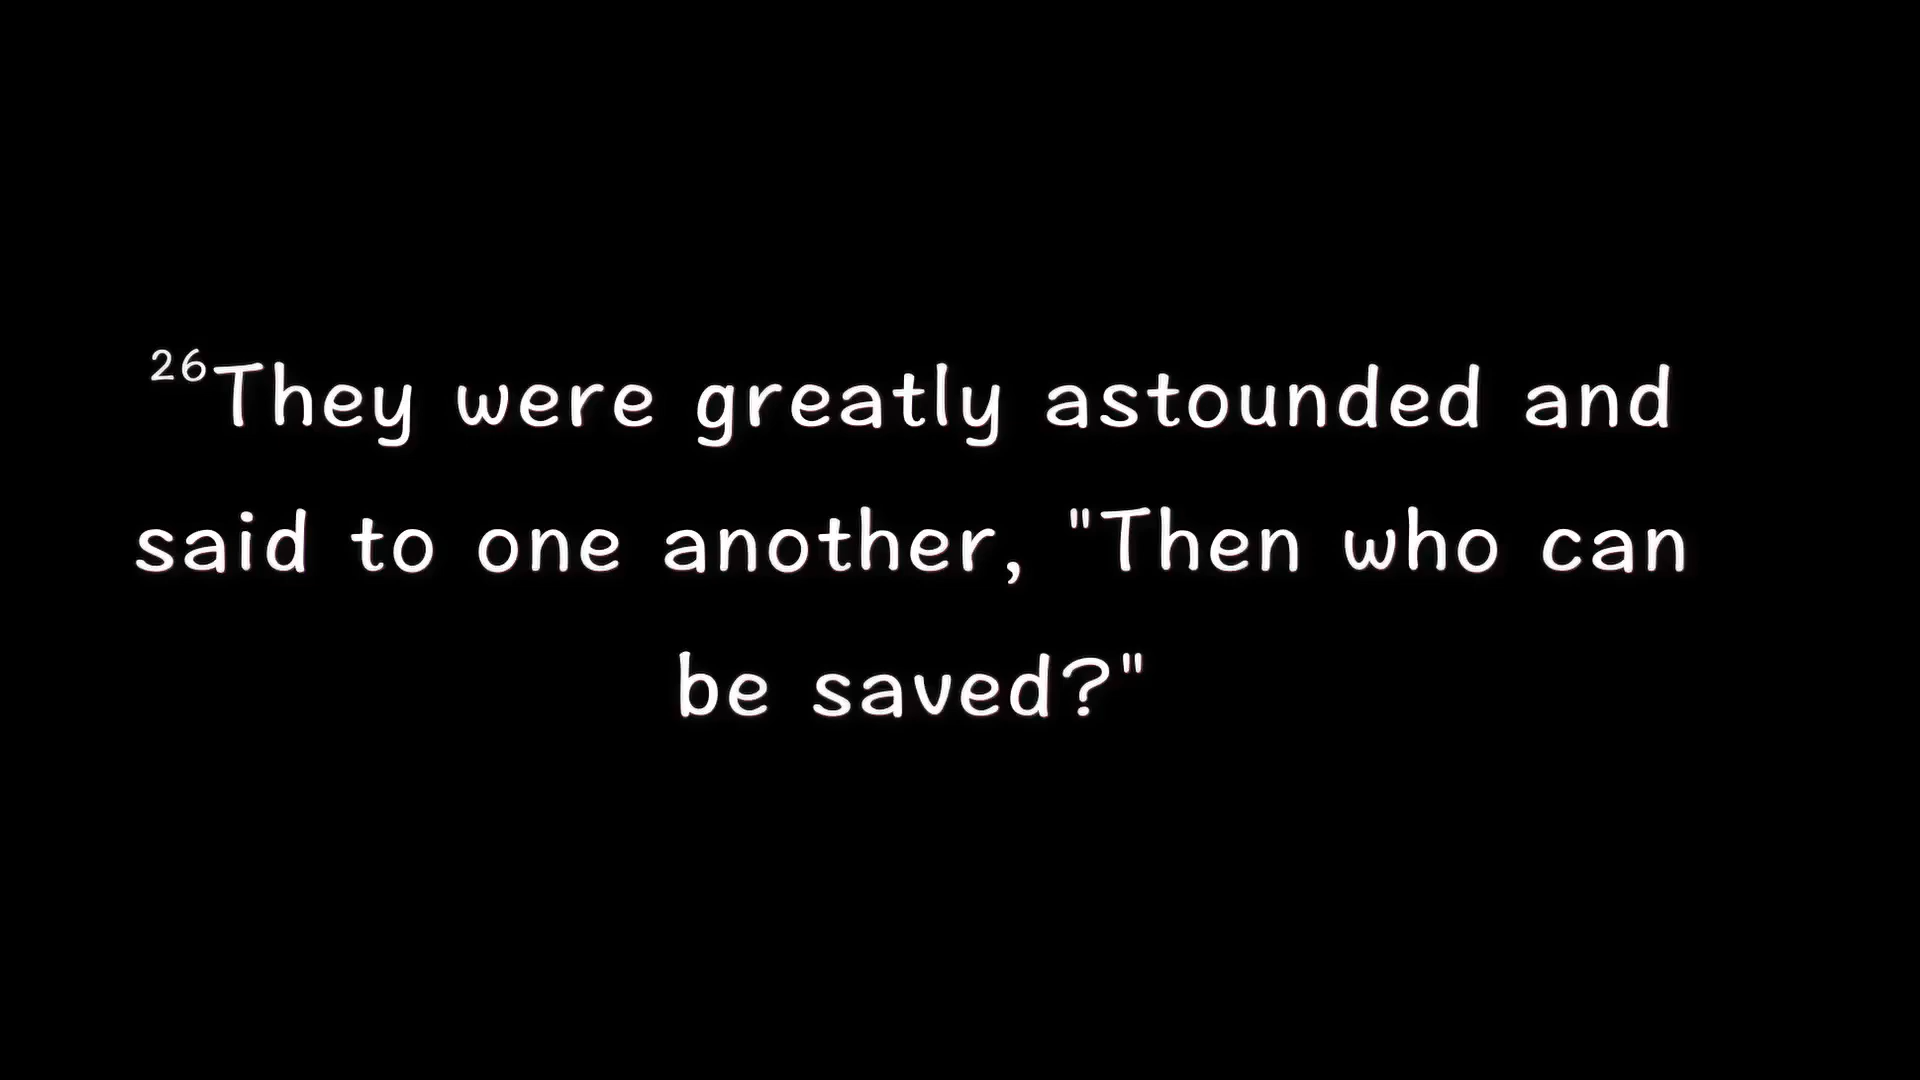 ²⁶They were greatly astounded and
said to one another, "Then who can
be saved?"